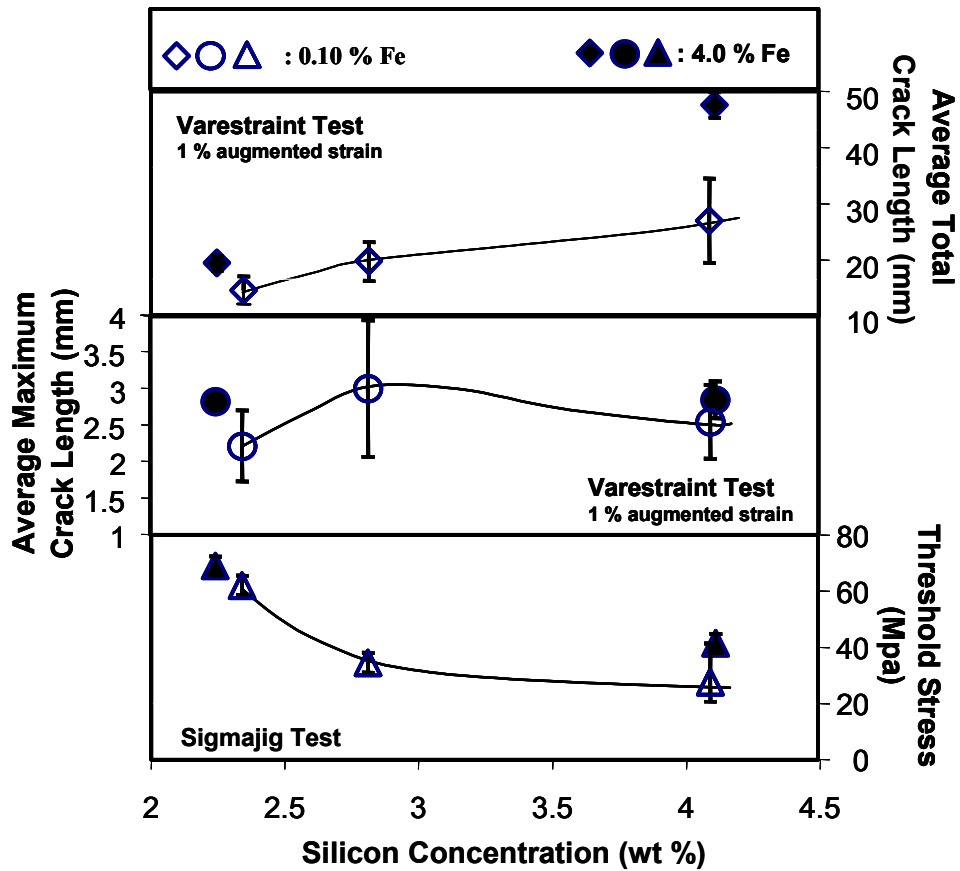 : 0.10 % Fe
: 4.0 % Fe
Varestraint Test
1 % augmented strain
50
40
30
20
10
Average Total
Crack Length (mm)
4
3.5
3
2.5
2
1.5
1
Average Maximum
Crack Length (mm)
Varestraint Test
1 % augmented strain
80
60
40
20
0
Threshold Stress
(Mpa)
Sigmajig Test
2 2.5 3 3.5 4 4.5
Silicon Concentration (wt %)